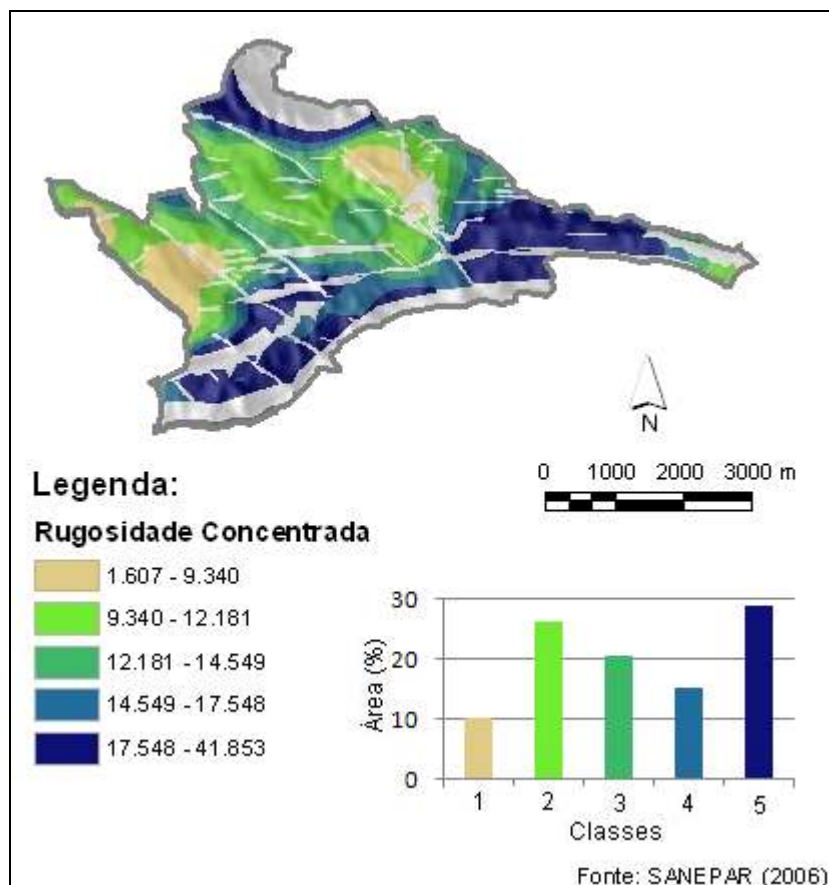 N
0 1000 2000 3000 m
Legenda:
Rugosidade Concentrada
1.607 - 9.340
9.340 - 12.181
12.181 - 14.549
14.549 - 17.548
17.548 - 41.853
30
20
10
0
Área (%)
1 2 3 4 5
Classes
Fonte: SANEPAR (2006)